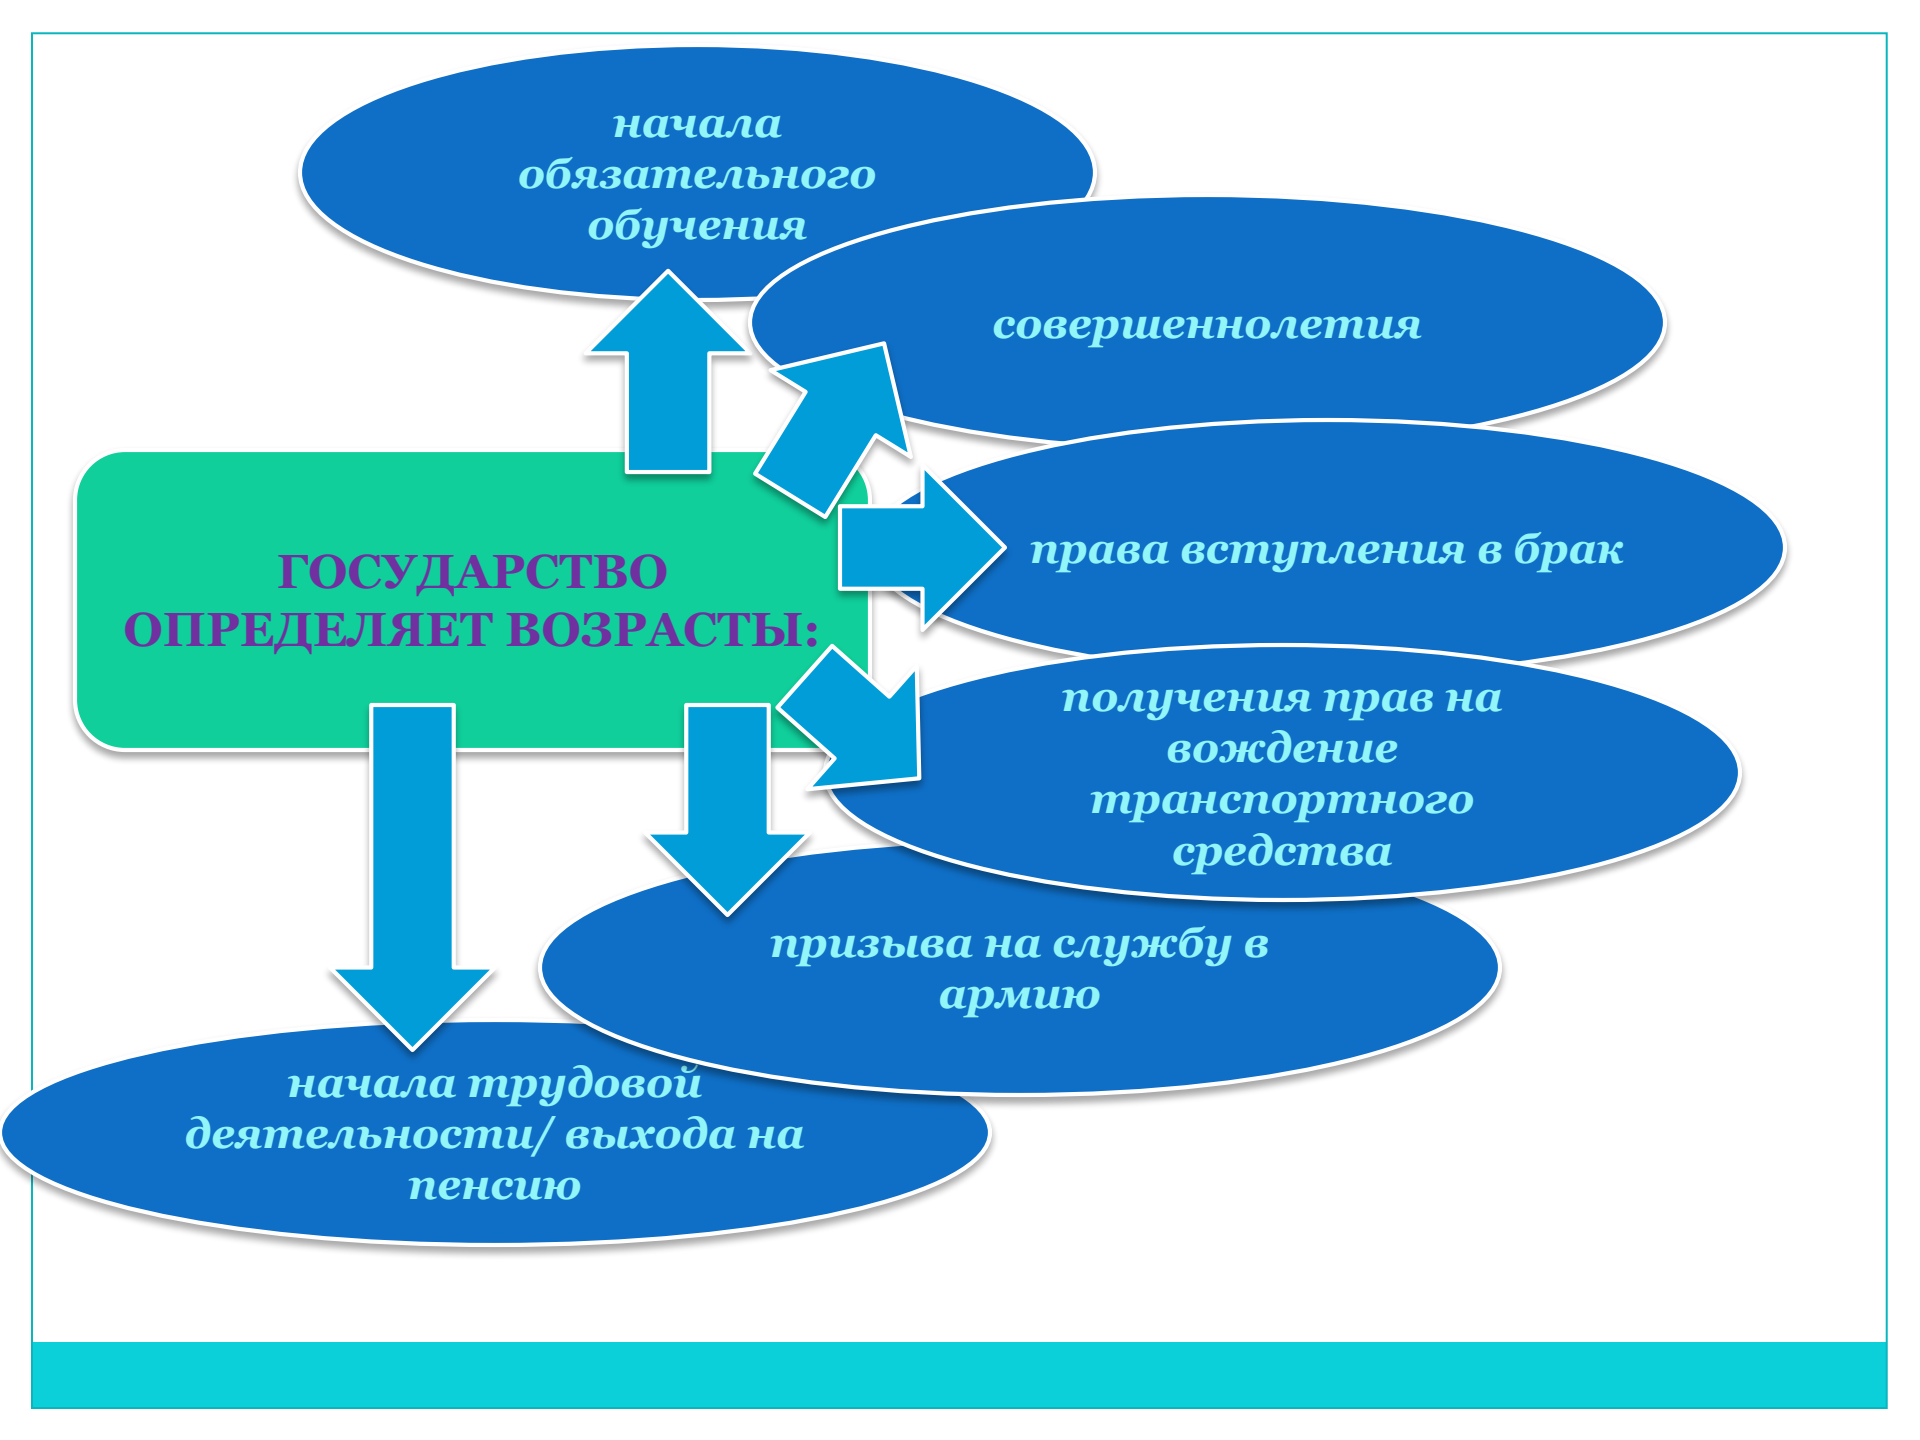 начала
обязательного
обучения
совершеннолетия
ГОСУДАРСТВО
ОПРЕДЕЛЯЕТ ВОЗРАСТЫ:
права вступления в брак
получения прав на
вождение
транспортного
средства
призыва на службу в
армию
начала трудовой
деятельности/ выхода на
пенсию